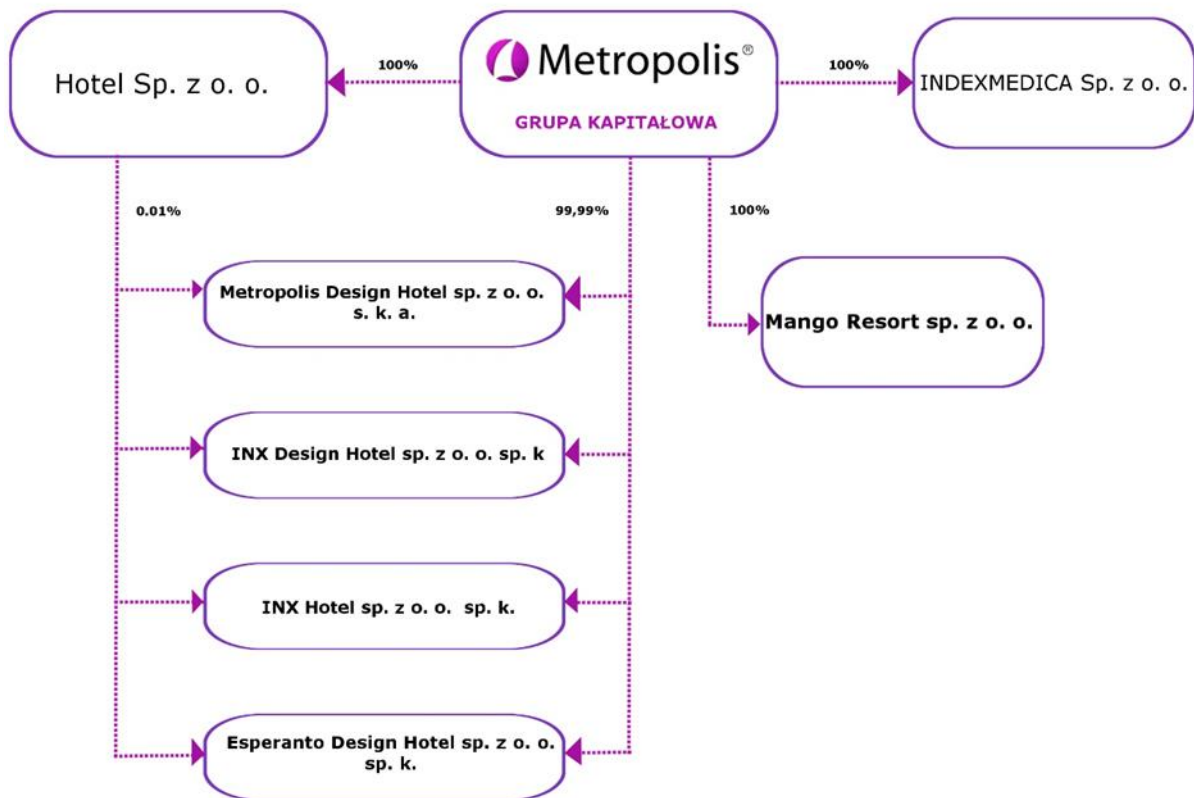 Hotel Sp. z o. o.
100%
Metropolis®
GRUPA KAPITAŁOWA
100%
INDEXMEDICA Sp. z o. o.
0.01%
99,99%
100%
Metropolis Design Hotel sp. z o. o.
s. k. a.
Mango Resort sp. z o. o.
INX Design Hotel sp. z o. o. sp. k
INX Hotel sp. z o. o. sp. k.
Esperanto Design Hotel sp. z o. o.
sp. k.